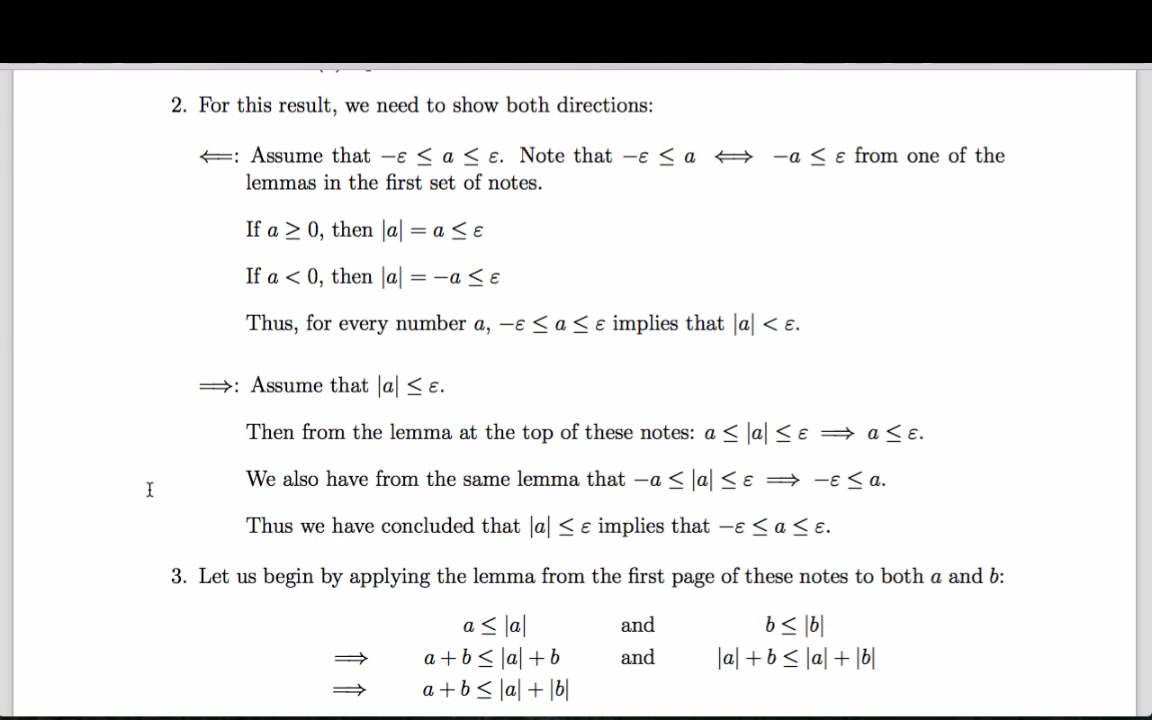 2. For this result, we need to show both directions:
⟸: Assume that −ε ≤ a ≤ ε. Note that −ε ≤ a ⟺ −a ≤ ε from one of the
lemmas in the first set of notes.
If a ≥ 0, then |a| = a ≤ ε
If a < 0, then |a| = −a ≤ ε
Thus, for every number a, −ε ≤ a ≤ ε implies that |a| < ε.
⟹: Assume that |a| ≤ ε.
Then from the lemma at the top of these notes: a ≤ |a| ≤ ε ⟹ a ≤ ε.
We also have from the same lemma that −a ≤ |a| ≤ ε ⟹ −ε ≤ a.
Thus we have concluded that |a| ≤ ε implies that −ε ≤ a ≤ ε.
3. Let us begin by applying the lemma from the first page of these notes to both a and b:
a ≤ |a| and b ≤ |b|
⟹ a + b ≤ |a| + b and |a| + b ≤ |a| + |b|
⟹ a + b ≤ |a| + |b|